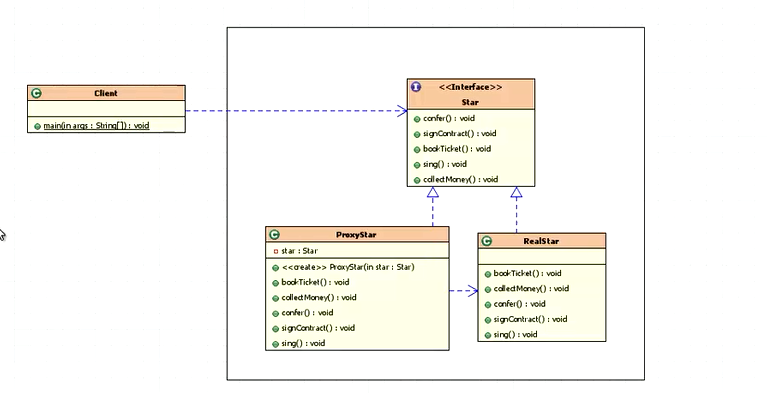 Client
main(in args : String[]) : void
<<Interface>>
Star
confer() : void
signContract() : void
bookTicket() : void
sing() : void
collectMoney() : void
ProxyStar
star : Star
<<create>> ProxyStar(in star : Star)
bookTicket() : void
collectMoney() : void
confer() : void
signContract() : void
sing() : void
RealStar
bookTicket() : void
collectMoney() : void
confer() : void
signContract() : void
sing() : void